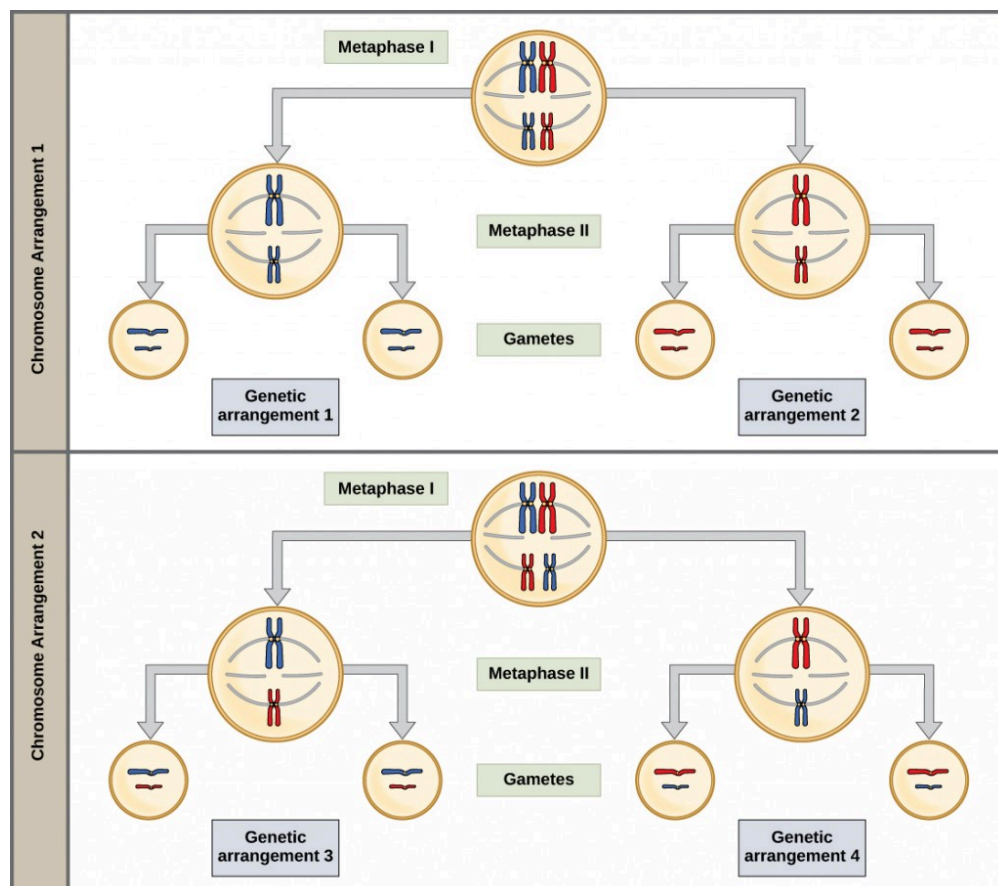 Chromosome Arrangement 1
Metaphase I
Metaphase II
Gametes
Genetic
arrangement 1
Genetic
arrangement 2
Chromosome Arrangement 2
Metaphase I
Metaphase II
Gametes
Genetic
arrangement 3
Genetic
arrangement 4